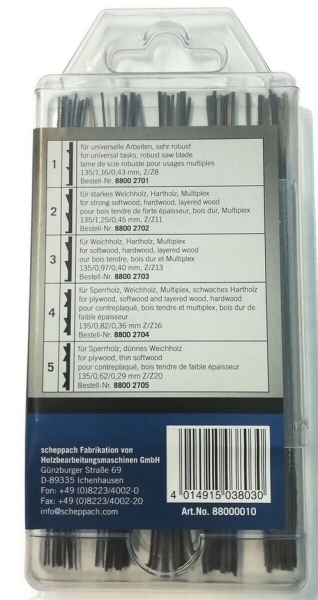 1
für universelle Arbeiten, sehr robust
for universal tasks, robust saw blade
lame de scie robuste pour usages multiples
135/1,16/0,43 mm, Z/Z8
Bestell-Nr. 8800 2701
2
für starkes Weichholz, Hartholz, Multiplex
for strong softwood, hardwood, layered wood
pour bois tendre de forte épaisseur, bois dur, Multiplex
135/1,25/0,45 mm, Z/Z11
Bestell-Nr. 8800 2702
3
für Weichholz, Hartholz, Multiplex
for softwood, hardwood, layered wood
our bois tendre, bois dur et Multiplex
135/0,97/0,40 mm, Z/Z13
Bestell-Nr. 8800 2703
4
für Sperrholz, Weichholz, Multiplex, schwaches Hartholz
for plywood, softwood and layered wood, hardwood
pour contreplaqué, bois tendre et multiplex, bois dur de
faible épaisseur
135/0,82/0,36 mm Z/Z16
Bestell-Nr. 8800 2704
5
für Sperrholz, dünnes Weichholz
for plywood, thin softwood
pour contreplaqué, bois tendre de faible épaisseur
135/0,62/0,29 mm Z/Z20
Bestell-Nr. 8800 2705
scheppach Fabrikation von
Holzbearbeitungsmaschinen GmbH
Günzburger Straße 69
D-89335 Ichenhausen
Fon: +49 (0)8223/4002-0
Fax: +49 (0)8223/4002-20
info@scheppach.com
4 014915 038030
Art.No. 88000010